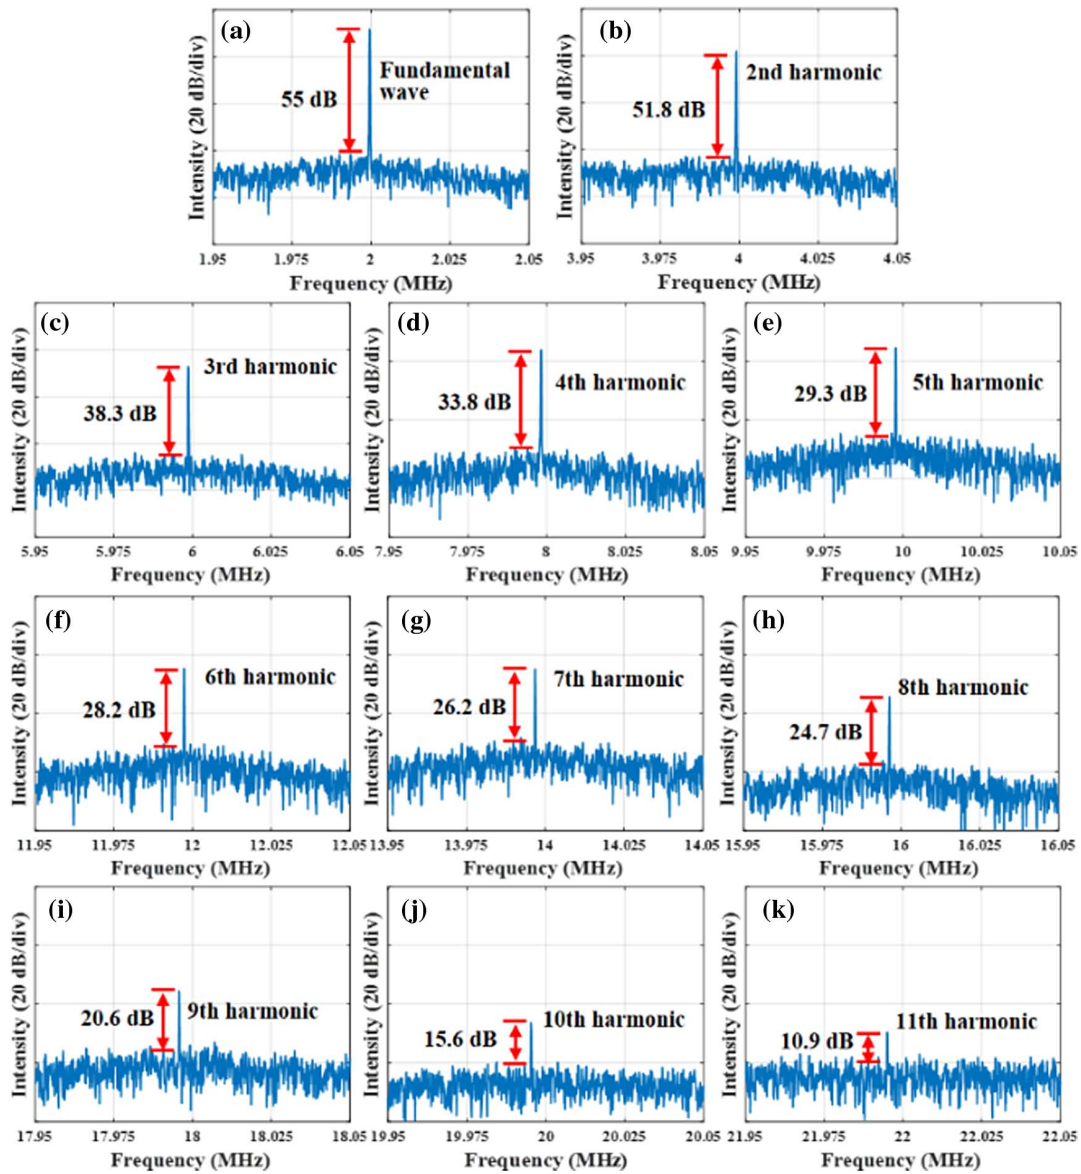 (a)
Intensity (20 dB/div)
55 dB
Fundamental
wave
1.95 1.975 2 2.025 2.05
Frequency (MHz)
(b)
Intensity (20 dB/div)
51.8 dB
2nd harmonic
3.95 3.975 4 4.025 4.05
Frequency (MHz)
(c)
Intensity (20 dB/div)
38.3 dB
3rd harmonic
5.95 5.975 6 6.025 6.05
Frequency (MHz)
(d)
Intensity (20 dB/div)
33.8 dB
4th harmonic
7.95 7.975 8 8.025 8.05
Frequency (MHz)
(e)
Intensity (20 dB/div)
29.3 dB
5th harmonic
9.95 9.975 10 10.025 10.05
Frequency (MHz)
(f)
Intensity (20 dB/div)
28.2 dB
6th harmonic
11.95 11.975 12 12.025 12.05
Frequency (MHz)
(g)
Intensity (20 dB/div)
26.2 dB
7th harmonic
13.95 13.975 14 14.025 14.05
Frequency (MHz)
(h)
Intensity (20 dB/div)
24.7 dB
8th harmonic
15.95 15.975 16 16.025 16.05
Frequency (MHz)
(i)
Intensity (20 dB/div)
20.6 dB
9th harmonic
17.95 17.975 18 18.025 18.05
Frequency (MHz)
(j)
Intensity (20 dB/div)
15.6 dB
10th harmonic
19.95 19.975 20 20.025 20.05
Frequency (MHz)
(k)
Intensity (20 dB/div)
10.9 dB
11th harmonic
21.95 21.975 22 22.025 22.05
Frequency (MHz)